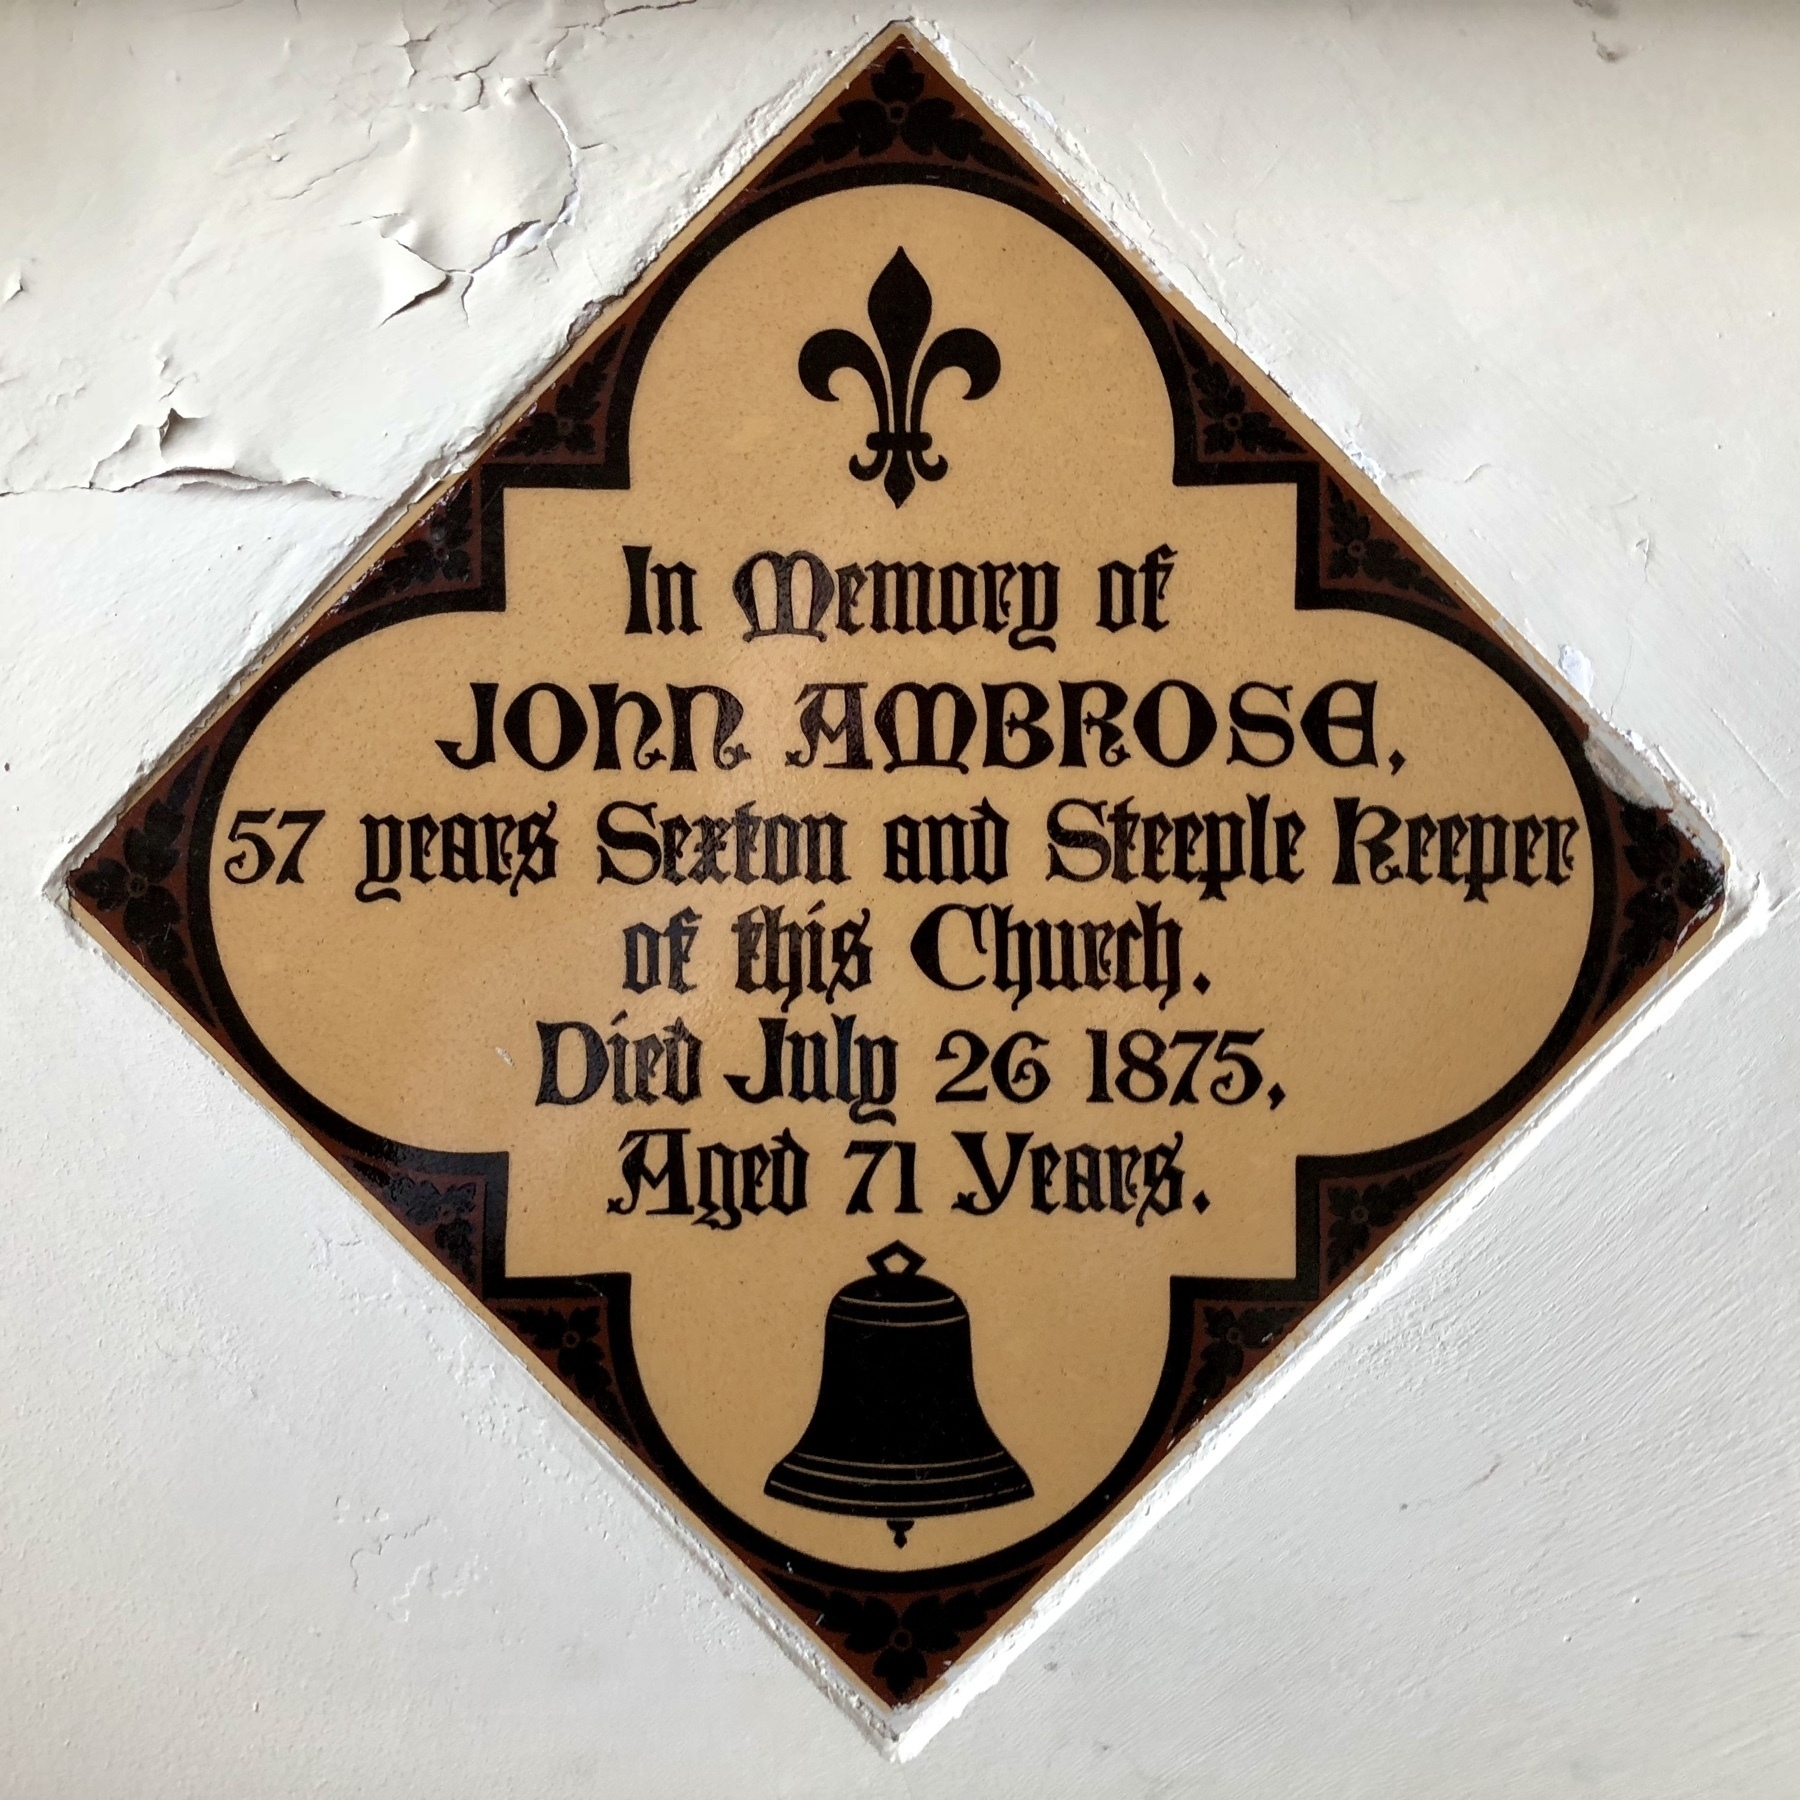 In Memory of
JOHN AMBROSE,
57 years Sexton and Steeple Keeper
of this Church.
Died July 26 1875,
Aged 71 Years.